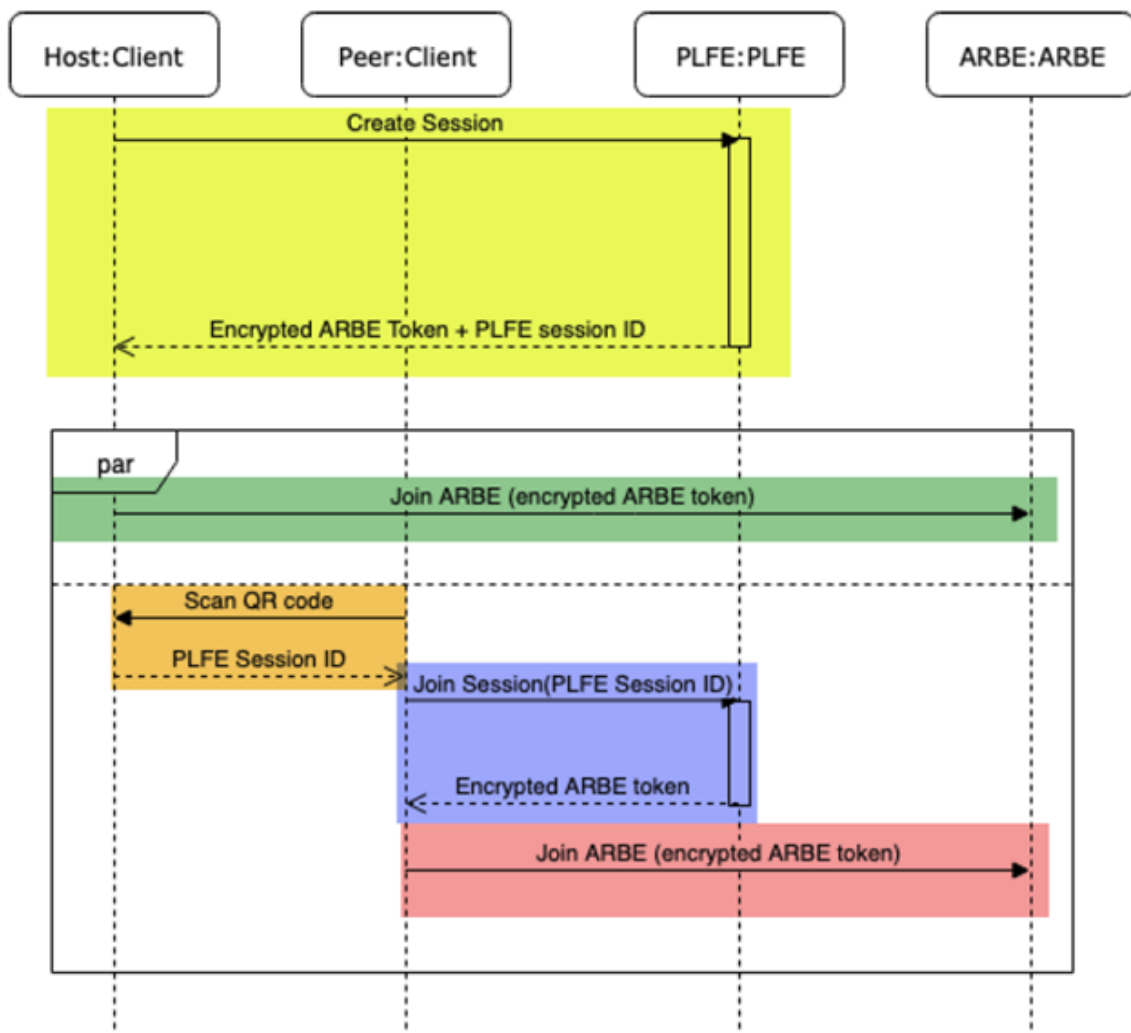 Host:Client
Peer:Client
PLFE:PLFE
ARBE:ARBE
Create Session
Encrypted ARBE Token + PLFE session ID
par
Join ARBE (encrypted ARBE token)
Scan QR code
PLFE Session ID
Join Session(PLFE Session ID)
Encrypted ARBE token
Join ARBE (encrypted ARBE token)